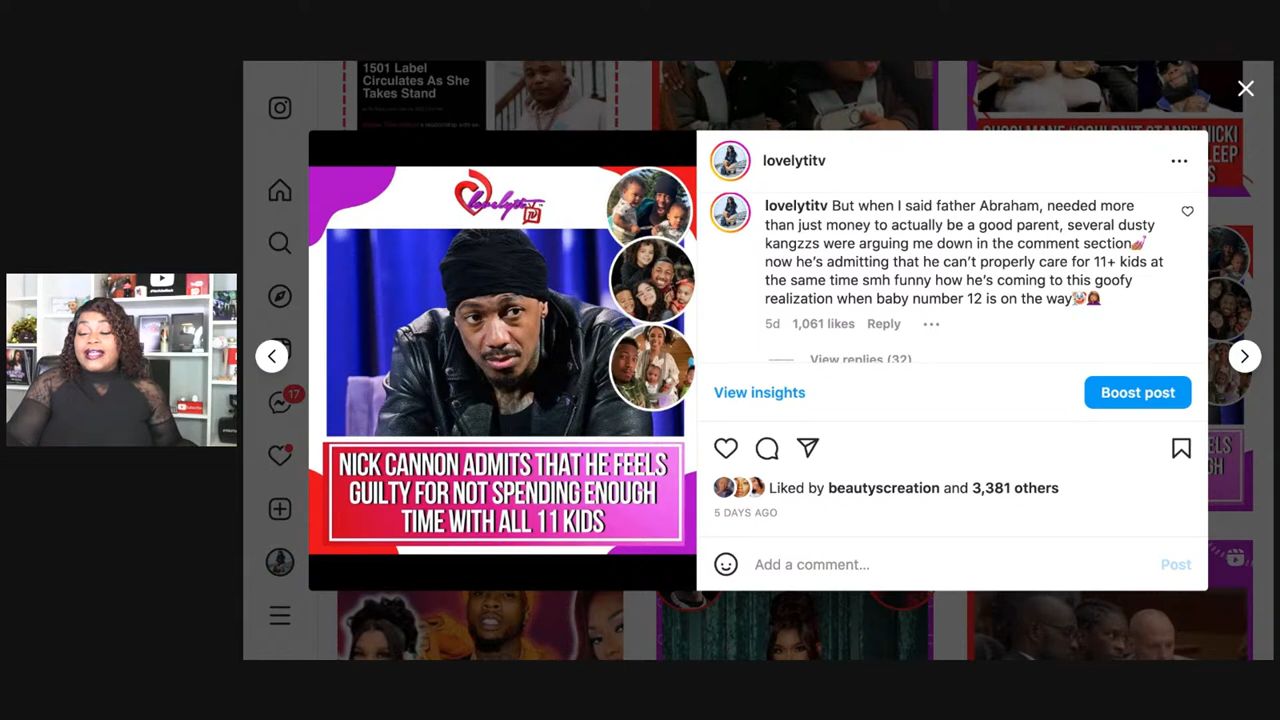 1501 Label
Circulates As She
Takes Stand
lovelytitv
lovelytitv But when I said father Abraham, needed more
than just money to actually be a good parent, several dusty
kangzzs were arguing me down in the comment section💅🏾
now he's admitting that he can't properly care for 11+ kids at
the same time smh funny how he's coming to this goofy
realization when baby number 12 is on the way🤡🤦🏾‍♀️
5d 1,061 likes Reply
View replies (32)
17
NICK CANNON ADMITS THAT HE FEELS
GUILTY FOR NOT SPENDING ENOUGH
TIME WITH ALL 11 KIDS
View insights
Boost post
Liked by beautyscreation and 3,381 others
5 DAYS AGO
Add a comment...
Post